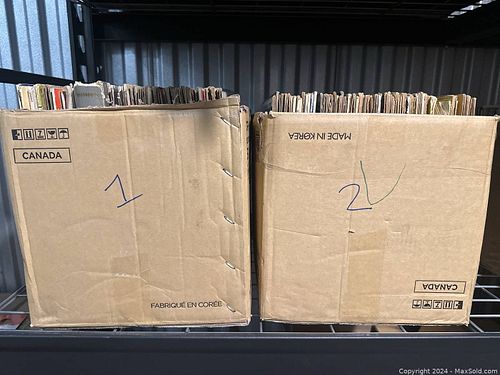 CANADA
1
FABRIQUÉ EN CORÉE
MADE IN KOREA
2
CANADA
Copyright 2024 - MaxSold.com